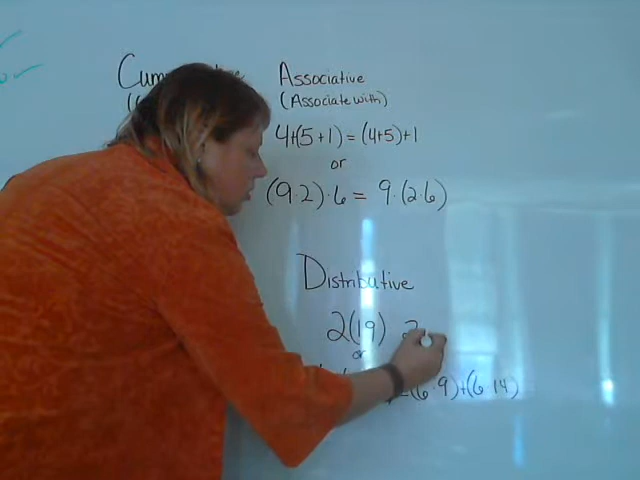 Associative
(Associate with)
4+(5+1) = (4+5)+1
or
(9·2)·6 = 9·(2·6)
Distributive
2(19) 2
or
=(6·9)+(6·14)